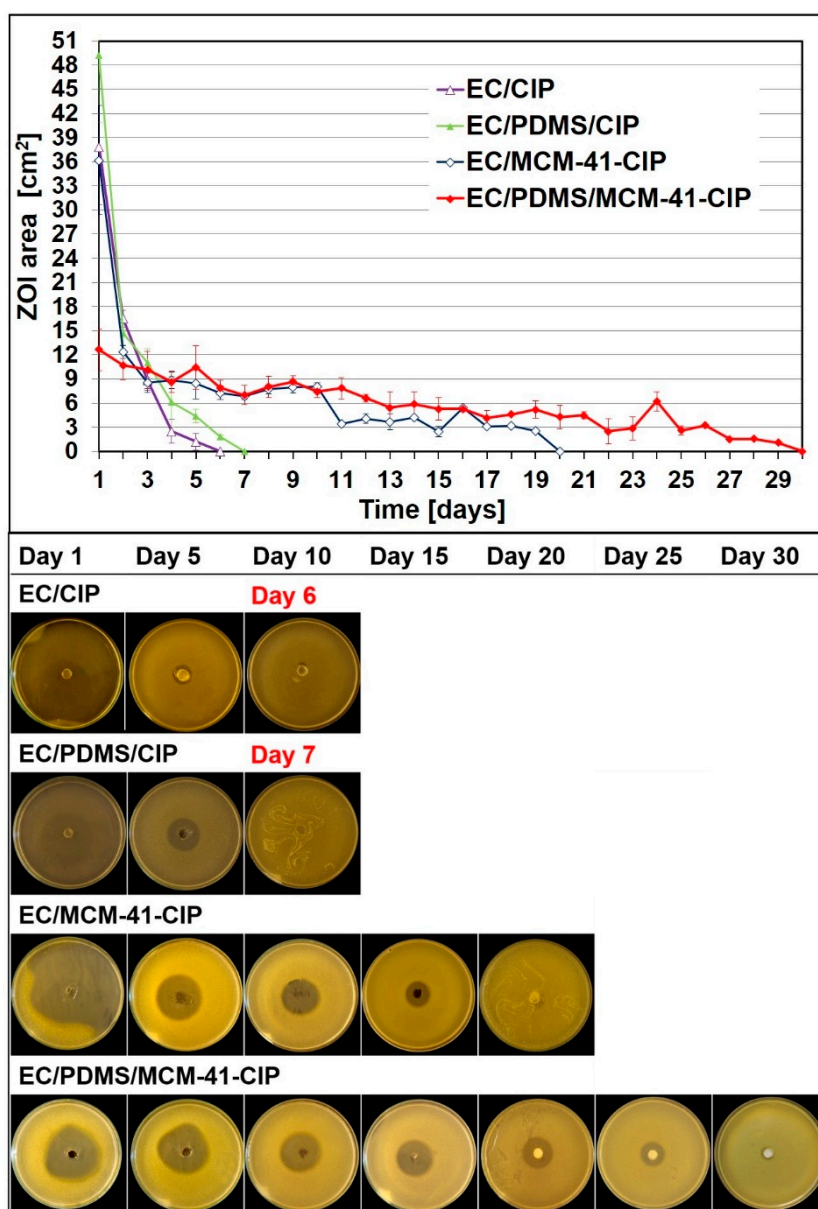 51
48
45
42
39
36
33
30
27
24
21
18
15
12
9
6
3
0
ZOI area [cm²]
EC/CIP
EC/PDMS/CIP
EC/MCM-41-CIP
EC/PDMS/MCM-41-CIP
1 3 5 7 9 11 13 15 17 19 21 23 25 27 29
Time [days]
Day 1 Day 5 Day 10 Day 15 Day 20 Day 25 Day 30
EC/CIP Day 6
EC/PDMS/CIP Day 7
EC/MCM-41-CIP
EC/PDMS/MCM-41-CIP